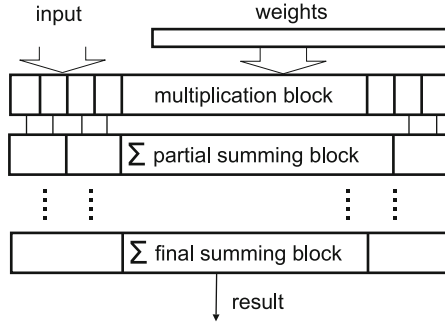 input
weights
multiplication block
Σ partial summing block
Σ final summing block
result